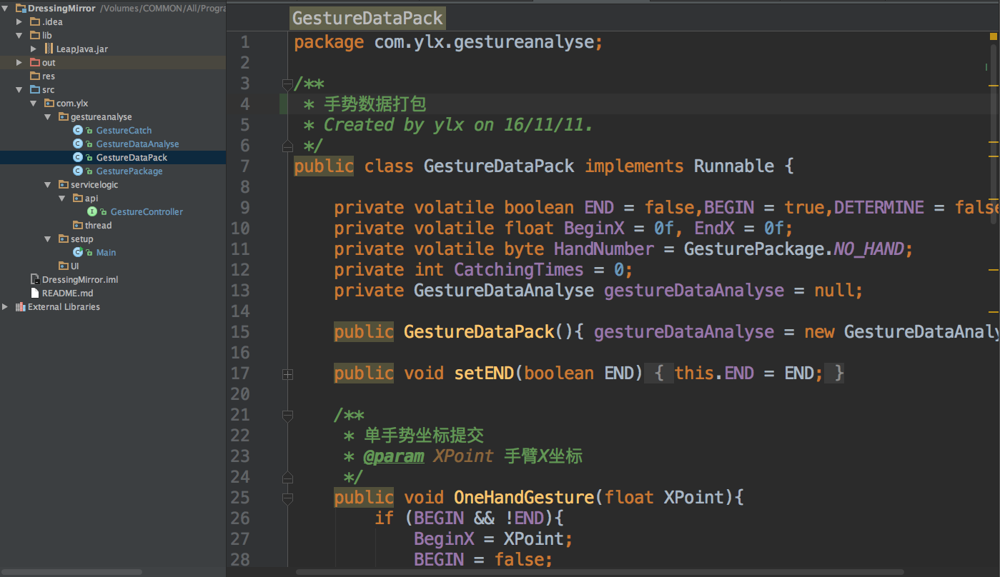 DressingMirror /Volumes/COMMON/All/Progra
.idea
lib
LeapJava.jar
out
res
src
com.ylx
gestureanalyse
GestureCatch
GestureDataAnalyse
GestureDataPack
GesturePackage
servicelogic
api
GestureController
thread
setup
Main
UI
DressingMirror.iml
README.md
External Libraries
GestureDataPack
1 package com.ylx.gestureanalyse;
2
3 /**
4 * 手势数据打包
5 * Created by ylx on 16/11/11.
6 */
7 public class GestureDataPack implements Runnable {
8
9 private volatile boolean END = false,BEGIN = true,DETERMINE = false
10 private volatile float BeginX = 0f, EndX = 0f;
11 private volatile byte HandNumber = GesturePackage.NO_HAND;
12 private int CatchingTimes = 0;
13 private GestureDataAnalyse gestureDataAnalyse = null;
14
15 public GestureDataPack(){ gestureDataAnalyse = new GestureDataAnaly
16
17 public void setEND(boolean END) { this.END = END; }
20
21 /**
22 * 单手势坐标提交
23 * @param XPoint 手臂X坐标
24 */
25 public void OneHandGesture(float XPoint){
26 if (BEGIN && !END){
27 BeginX = XPoint;
28 BEGIN = false;